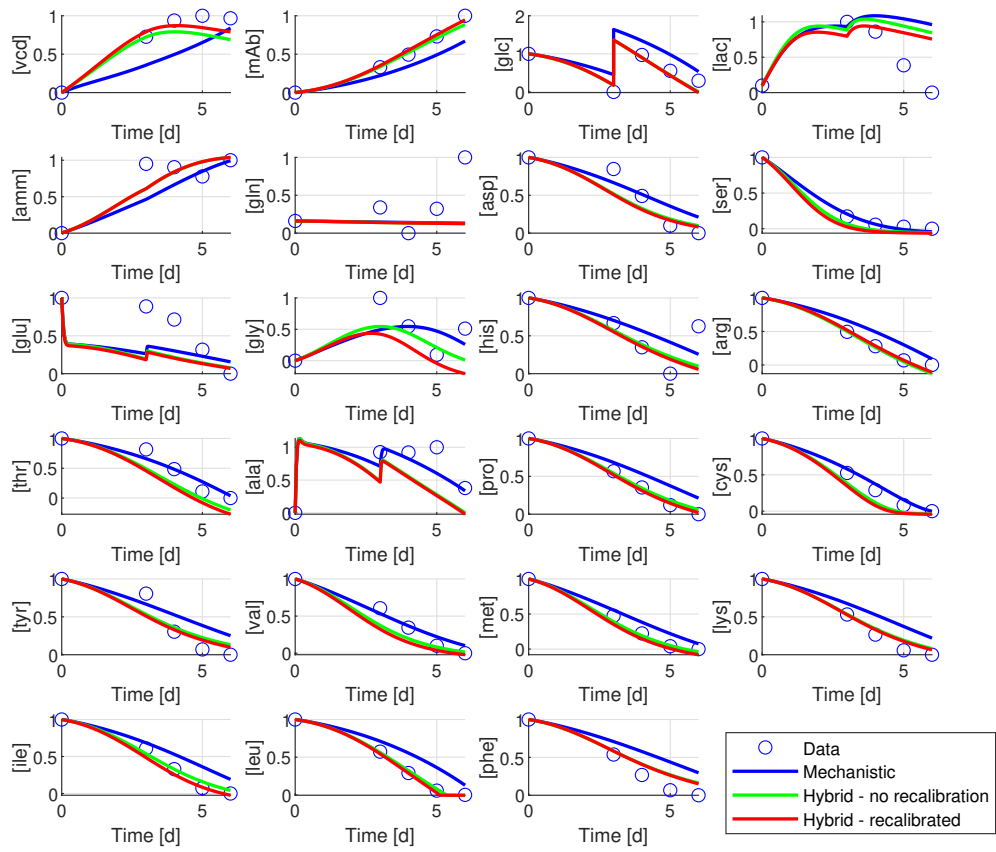 [vcd] 1 0.5 0
0 5
Time [d]
[mAb] 1 0.5 0
0 5
Time [d]
[glc] 2 1 0
0 5
Time [d]
[lac] 1 0.5 0
0 5
Time [d]
[amm] 1 0.5 0
0 5
Time [d]
[gln] 1 0.5 0
0 5
Time [d]
[asp] 1 0.5 0
0 5
Time [d]
[ser] 1 0.5 0
0 5
Time [d]
[glu] 1 0.5 0
0 5
Time [d]
[gly] 1 0.5 0
0 5
Time [d]
[his] 1 0.5 0
0 5
Time [d]
[arg] 1 0.5 0
0 5
Time [d]
[thr] 1 0.5 0
0 5
Time [d]
[ala] 1 0.5 0
0 5
Time [d]
[pro] 1 0.5 0
0 5
Time [d]
[cys] 1 0.5 0
0 5
Time [d]
[tyr] 1 0.5 0
0 5
Time [d]
[val] 1 0.5 0
0 5
Time [d]
[met] 1 0.5 0
0 5
Time [d]
[lys] 1 0.5 0
0 5
Time [d]
[ile] 1 0.5 0
0 5
Time [d]
[leu] 1 0.5 0
0 5
Time [d]
[phe] 1 0.5 0
0 5
Time [d]
Data
Mechanistic
Hybrid - no recalibration
Hybrid - recalibrated